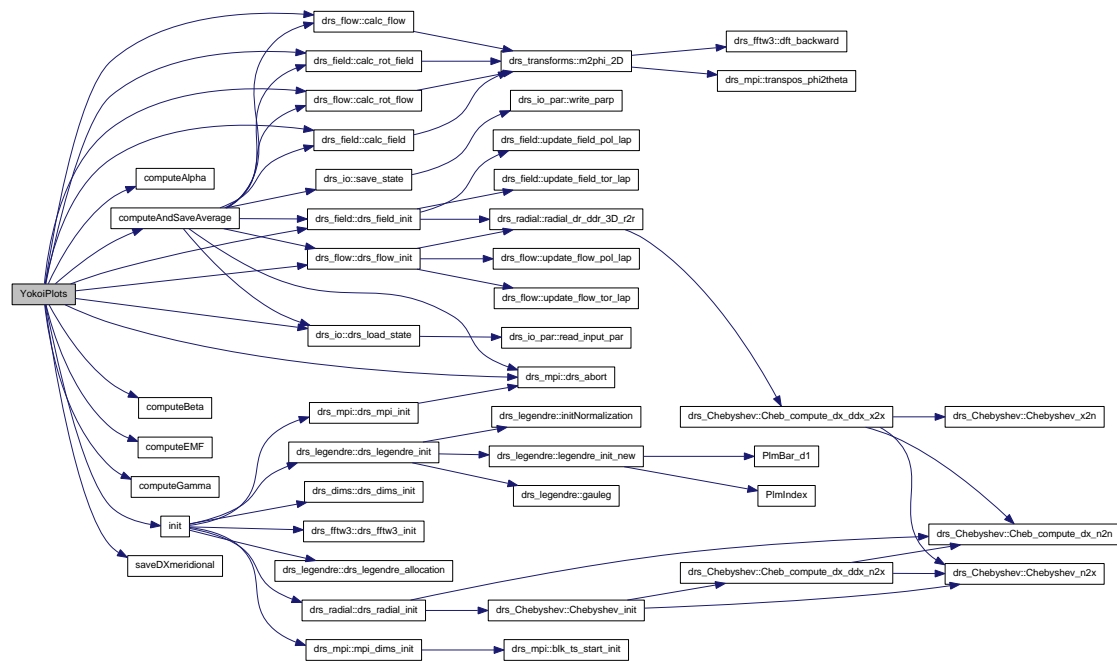 YokoiPlots
computeAlpha
computeAndSaveAverage
computeBeta
computeEMF
computeGamma
init
saveDXmeridional
drs_flow::calc_flow
drs_field::calc_rot_field
drs_flow::calc_rot_flow
drs_field::calc_field
drs_io::save_state
drs_field::drs_field_init
drs_flow::drs_flow_init
drs_io::drs_load_state
drs_mpi::drs_mpi_init
drs_legendre::drs_legendre_init
drs_dims::drs_dims_init
drs_fftw3::drs_fftw3_init
drs_legendre::drs_legendre_allocation
drs_radial::drs_radial_init
drs_mpi::mpi_dims_init
drs_transforms::m2phi_2D
drs_io_par::write_parp
drs_field::update_field_pol_lap
drs_field::update_field_tor_lap
drs_radial::radial_dr_ddr_3D_r2r
drs_flow::update_flow_pol_lap
drs_flow::update_flow_tor_lap
drs_io_par::read_input_par
drs_mpi::drs_abort
drs_legendre::initNormalization
drs_legendre::legendre_init_new
drs_legendre::gauleg
drs_Chebyshev::Chebyshev_init
drs_mpi::blk_ts_start_init
drs_fftw3::dft_backward
drs_mpi::transpos_phi2theta
drs_Chebyshev::Cheb_compute_dx_ddx_x2x
PlmBar_d1
PlmIndex
drs_Chebyshev::Cheb_compute_dx_ddx_n2x
drs_Chebyshev::Chebyshev_x2n
drs_Chebyshev::Cheb_compute_dx_n2n
drs_Chebyshev::Chebyshev_n2x